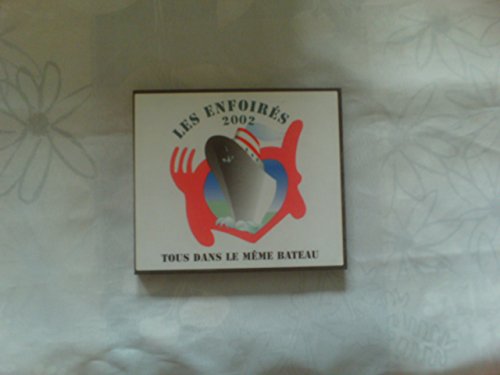 LES ENFOIRÉS
2002
TOUS DANS LE MÊME BATEAU